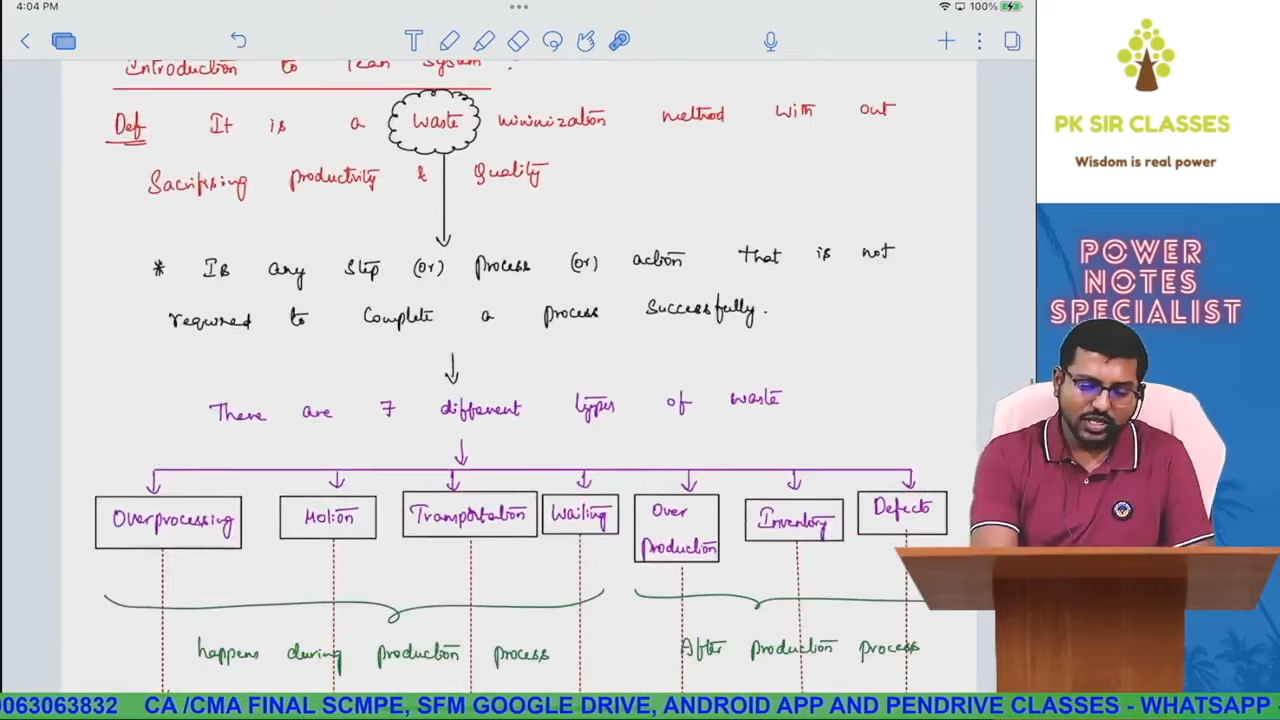 4:04 PM
100%
Introduction to Lean System
Def It is a Waste minimization method with out
Sacrifising productivity & Quality
* Is any Step (or) process (or) action that is not
required to Complete a process Successfully.
There are 7 different types of waste
Overprocessing Motion Transportation Waiting Over production Inventory Defects
happens during production process After production process
PK SIR CLASSES
Wisdom is real power
POWER
NOTES
SPECIALIST
0063063832 CA /CMA FINAL SCMPE, SFM GOOGLE DRIVE, ANDROID APP AND PENDRIVE CLASSES - WHATSAPP -